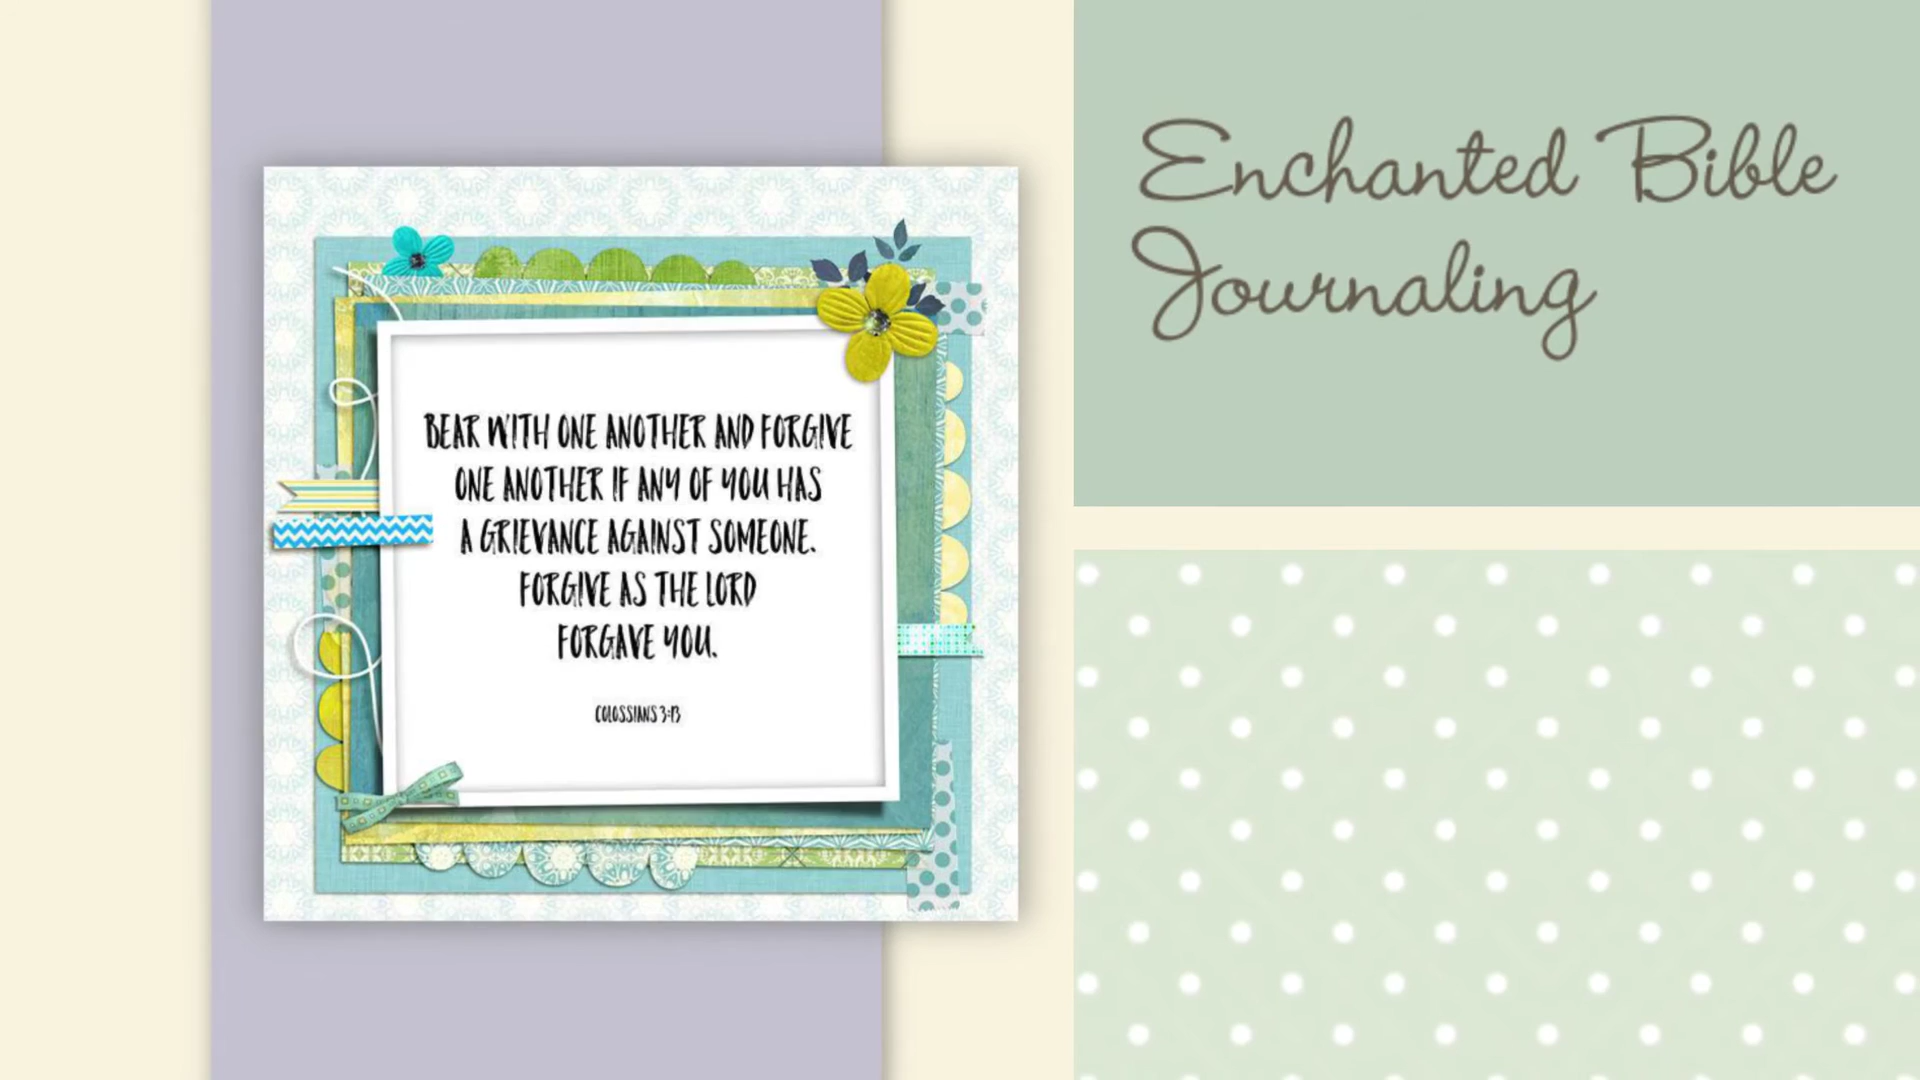 BEAR WITH ONE ANOTHER AND FORGIVE
ONE ANOTHER IF ANY OF YOU HAS
A GRIEVANCE AGAINST SOMEONE.
FORGIVE AS THE LORD
FORGAVE YOU.
COLOSSIANS 3:13
Enchanted Bible
Journaling